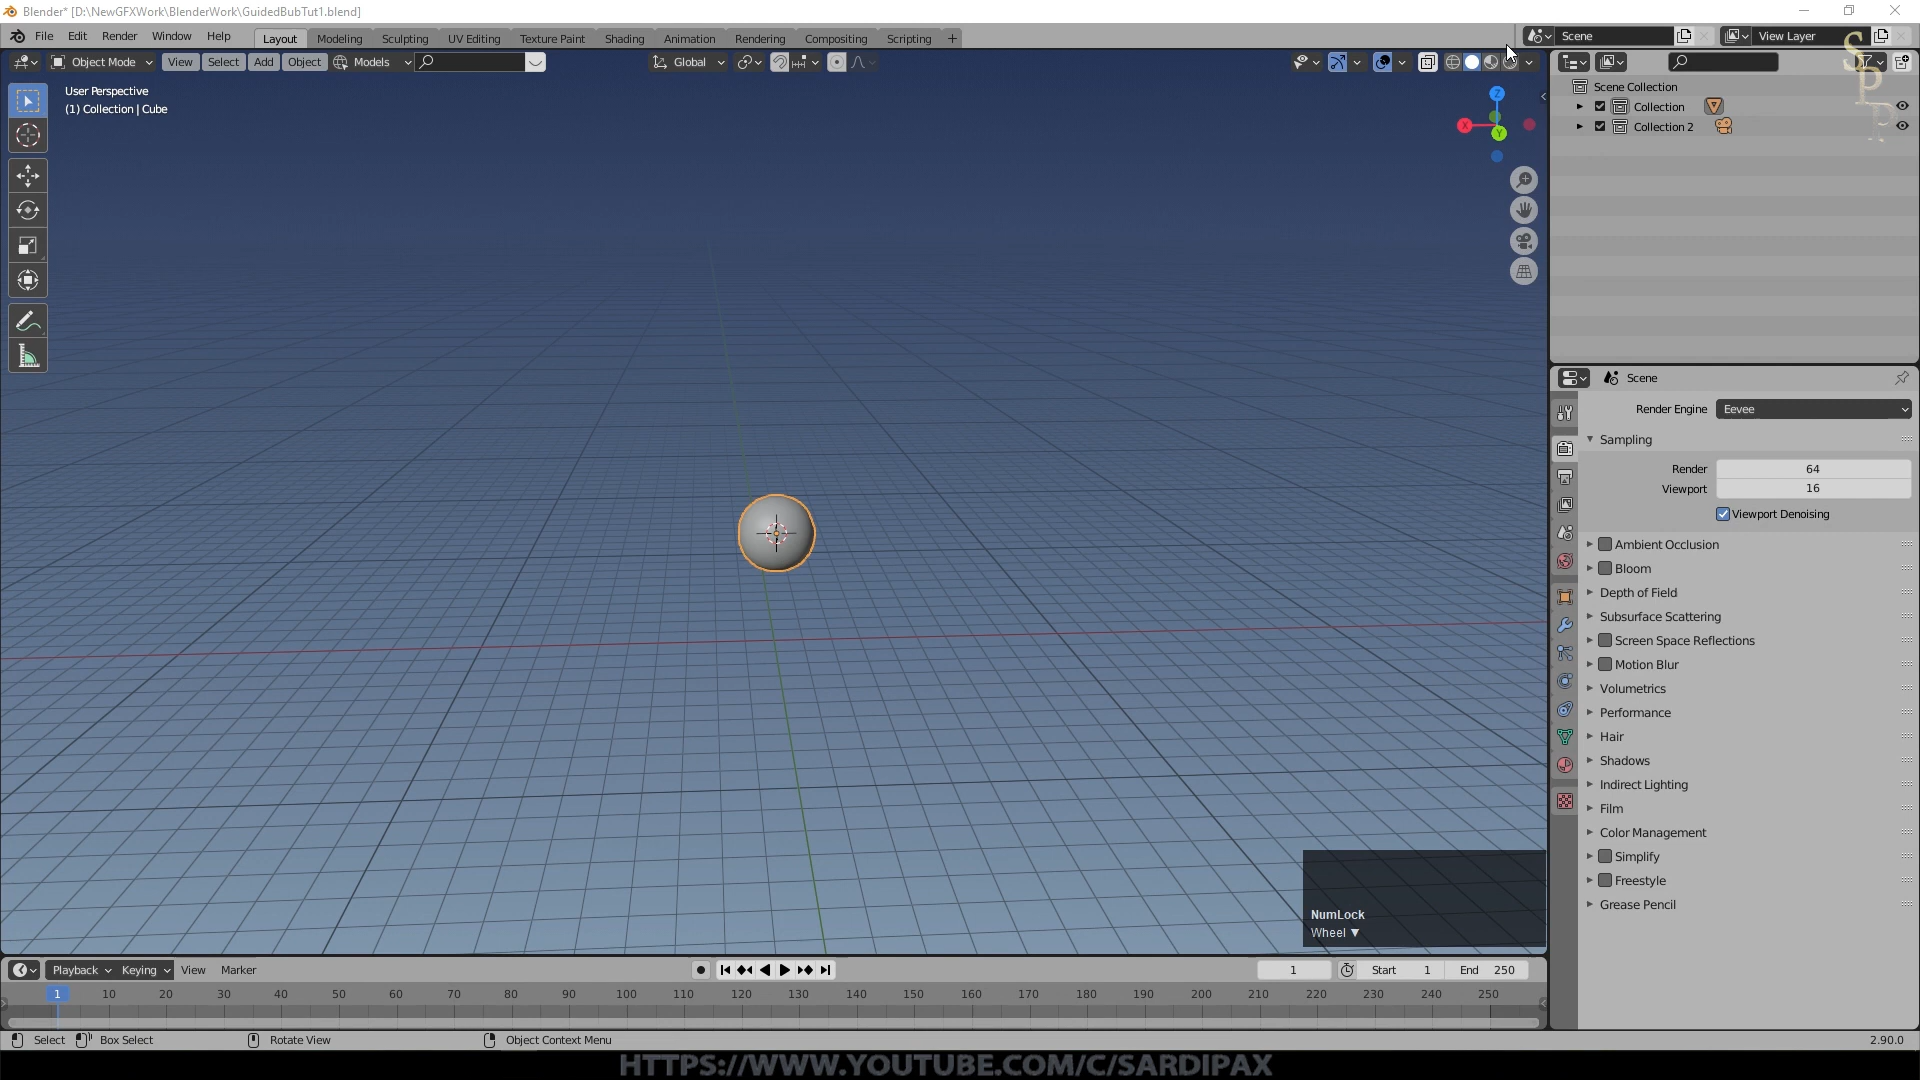 Blender* [D:\NewGFXWork\BlenderWork\GuidedBubTut1.blend]
File Edit Render Window Help Layout Modeling Sculpting UV Editing Texture Paint Shading Animation Rendering Compositing Scripting + Scene View Layer
Object Mode View Select Add Object Models Global
User Perspective
(1) Collection | Cube
Z
X
Y
S
P
P
Scene Collection
Collection
Collection 2
Scene
Render Engine Eevee
Sampling
Render 64
Viewport 16
Viewport Denoising
Ambient Occlusion
Bloom
Depth of Field
Subsurface Scattering
Screen Space Reflections
Motion Blur
Volumetrics
Performance
Hair
Shadows
Indirect Lighting
Film
Color Management
Simplify
Freestyle
Grease Pencil
NumLock
Wheel ▼
Playback Keying View Marker 1 Start 1 End 250
1 10 20 30 40 50 60 70 80 90 100 110 120 130 140 150 160 170 180 190 200 210 220 230 240 250
Select Box Select Rotate View Object Context Menu 2.90.0
HTTPS://WWW.YOUTUBE.COM/C/SARDIPAX